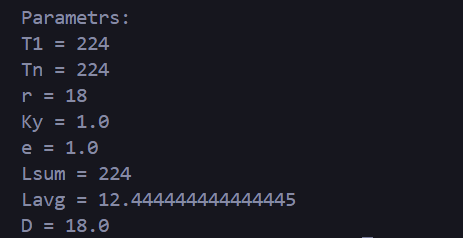 Parametrs:
T1 = 224
Tn = 224
r = 18
Ky = 1.0
e = 1.0
Lsum = 224
Lavg = 12.444444444444445
D = 18.0